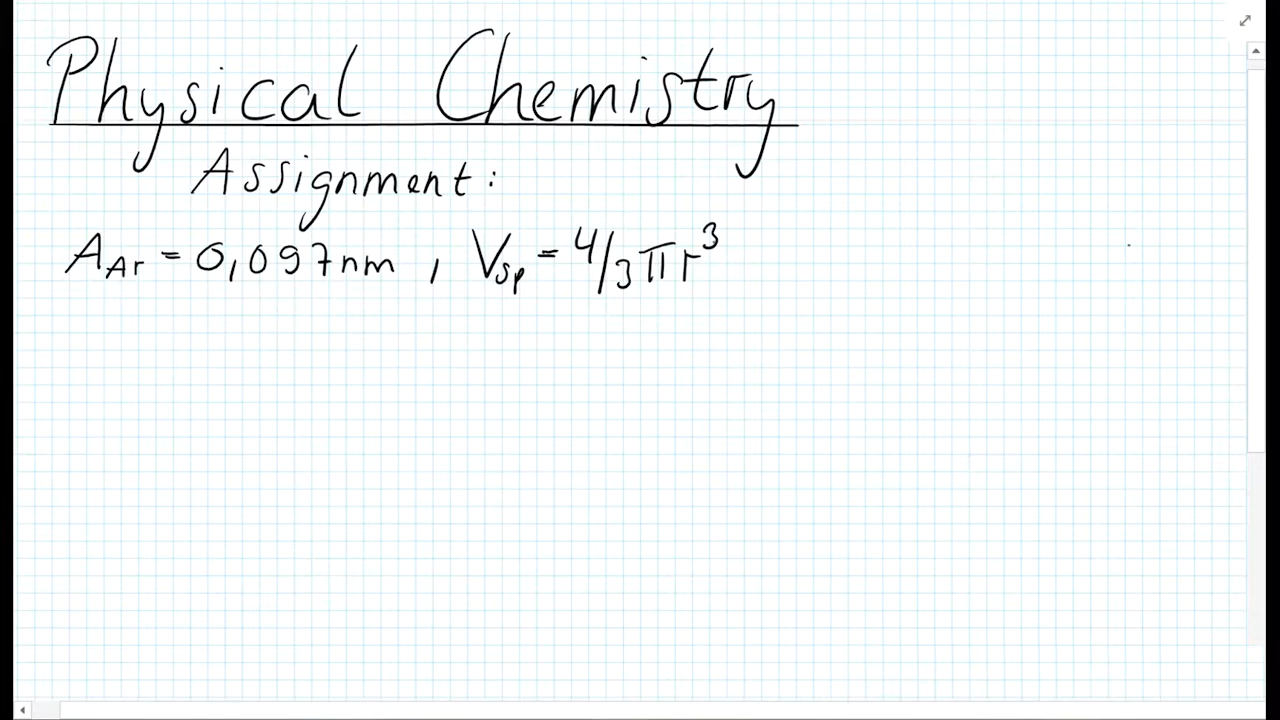 Physical Chemistry
Assignment:
A_Ar = 0,097nm , V_Sp = 4/3 π r³